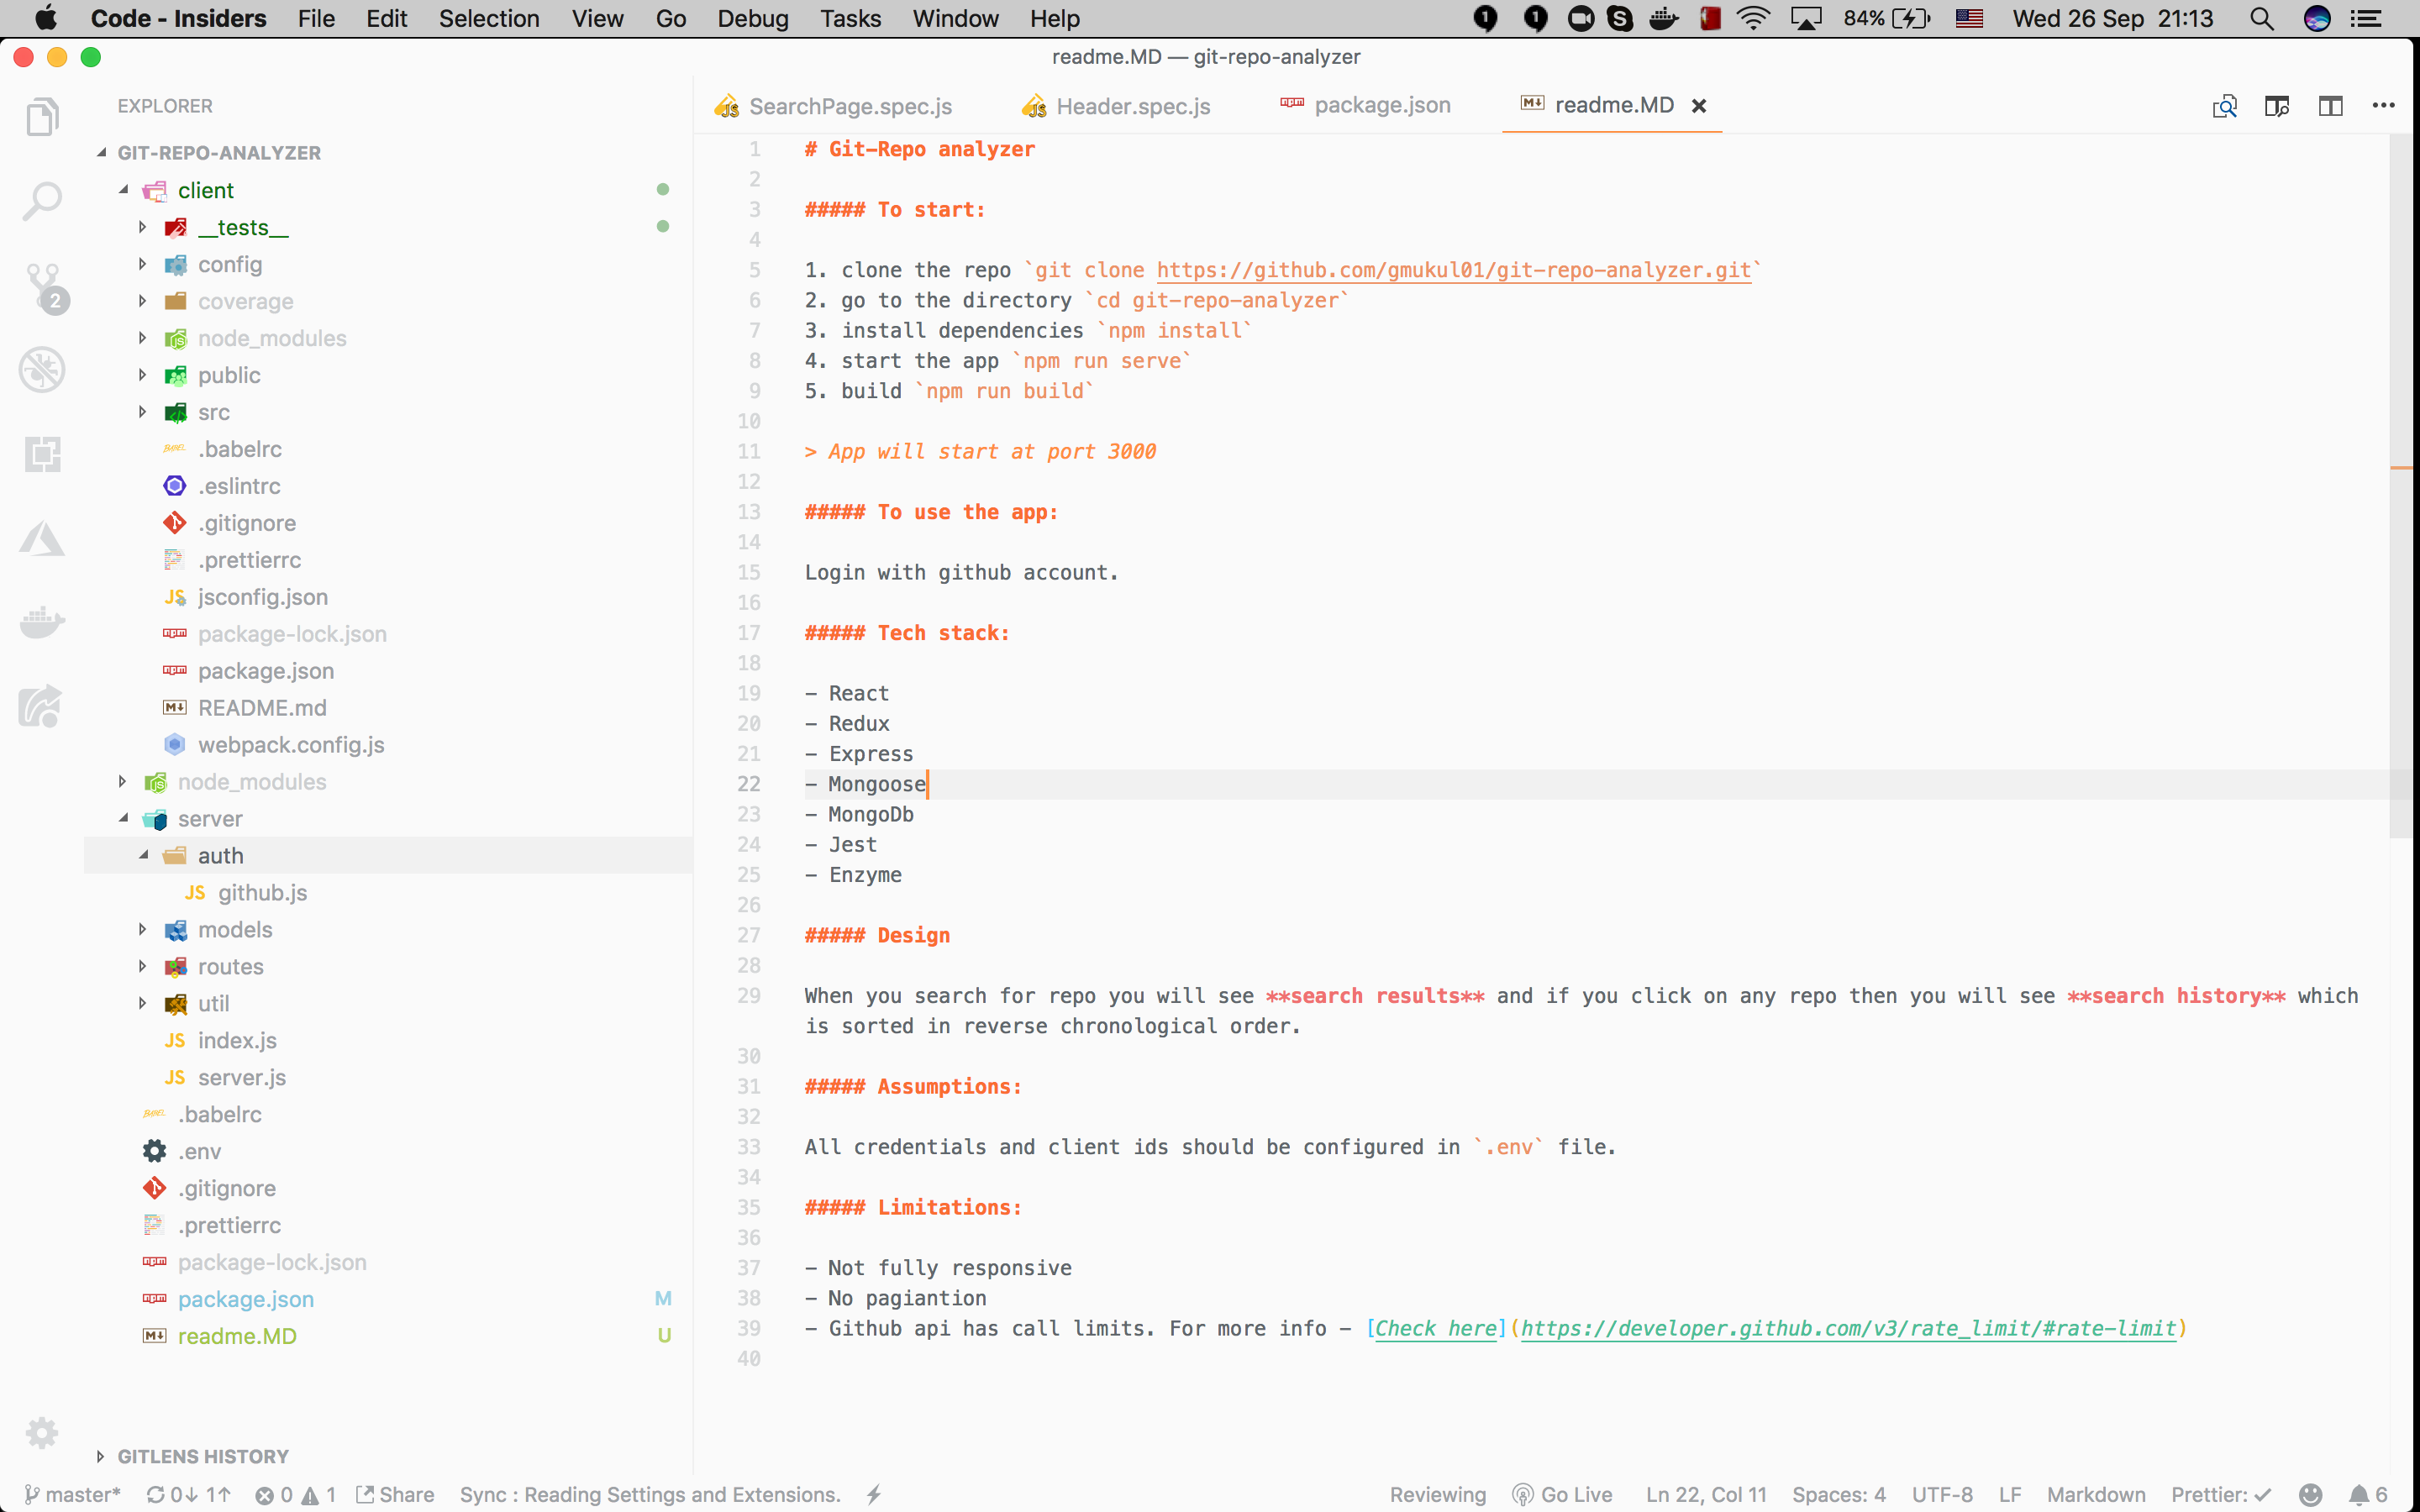 Code - Insiders File Edit Selection View Go Debug Tasks Window Help 84% Wed 26 Sep 21:13
readme.MD — git-repo-analyzer
EXPLORER
GIT-REPO-ANALYZER
client
__tests__
config
coverage
node_modules
public
src
.babelrc
.eslintrc
.gitignore
.prettierrc
jsconfig.json
package-lock.json
package.json
README.md
webpack.config.js
node_modules
server
auth
github.js
models
routes
util
index.js
server.js
.babelrc
.env
.gitignore
.prettierrc
package-lock.json
package.json M
readme.MD U
GITLENS HISTORY
2
SearchPage.spec.js Header.spec.js package.json readme.MD
1 # Git-Repo analyzer
2
3 ##### To start:
4
5 1. clone the repo `git clone https://github.com/gmukul01/git-repo-analyzer.git`
6 2. go to the directory `cd git-repo-analyzer`
7 3. install dependencies `npm install`
8 4. start the app `npm run serve`
9 5. build `npm run build`
10
11 > App will start at port 3000
12
13 ##### To use the app:
14
15 Login with github account.
16
17 ##### Tech stack:
18
19 - React
20 - Redux
21 - Express
22 - Mongoose
23 - MongoDb
24 - Jest
25 - Enzyme
26
27 ##### Design
28
29 When you search for repo you will see **search results** and if you click on any repo then you will see **search history** which
is sorted in reverse chronological order.
30
31 ##### Assumptions:
32
33 All credentials and client ids should be configured in `.env` file.
34
35 ##### Limitations:
36
37 - Not fully responsive
38 - No pagiantion
39 - Github api has call limits. For more info - [Check here](https://developer.github.com/v3/rate_limit/#rate-limit)
40
master* 0↓ 1↑ 0 1 Share Sync : Reading Settings and Extensions. Reviewing Go Live Ln 22, Col 11 Spaces: 4 UTF-8 LF Markdown Prettier: ✓ 6